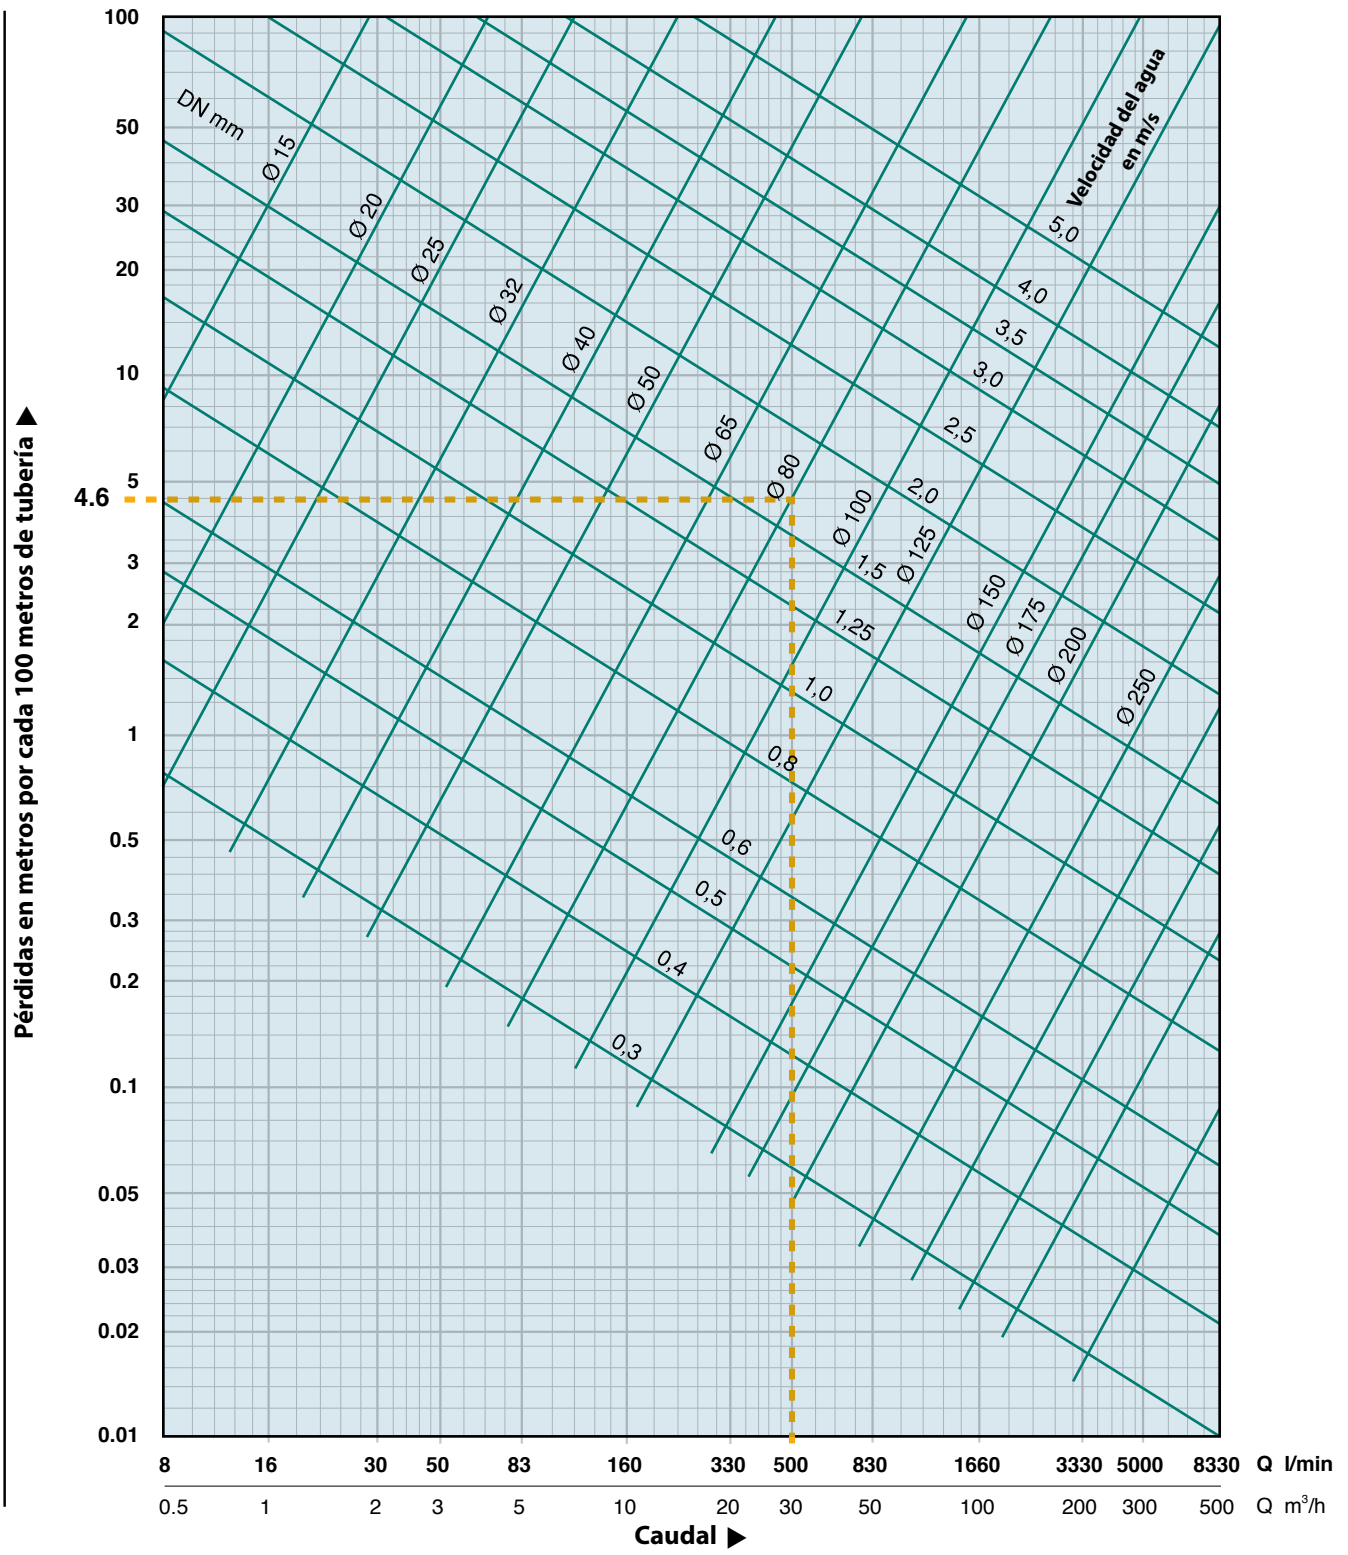 100
50
30
20
10
5
4.6
3
2
1
0.5
0.3
0.2
0.1
0.05
0.03
0.02
0.01
Pérdidas en metros por cada 100 metros de tubería ▶
DN mm
Ø 15
Ø 20
Ø 25
Ø 32
Ø 40
Ø 50
Ø 65
Ø 80
Ø 100
Ø 125
Ø 150
Ø 175
Ø 200
Ø 250
Velocidad del agua
en m/s
5,0
4,0
3,5
3,0
2,5
2,0
1,5
1,25
1,0
0,8
0,6
0,5
0,4
0,3
8 16 30 50 83 160 330 500 830 1660 3330 5000 8330 Q l/min
0.5 1 2 3 5 10 20 30 50 100 200 300 500 Q m³/h
Caudal ▶